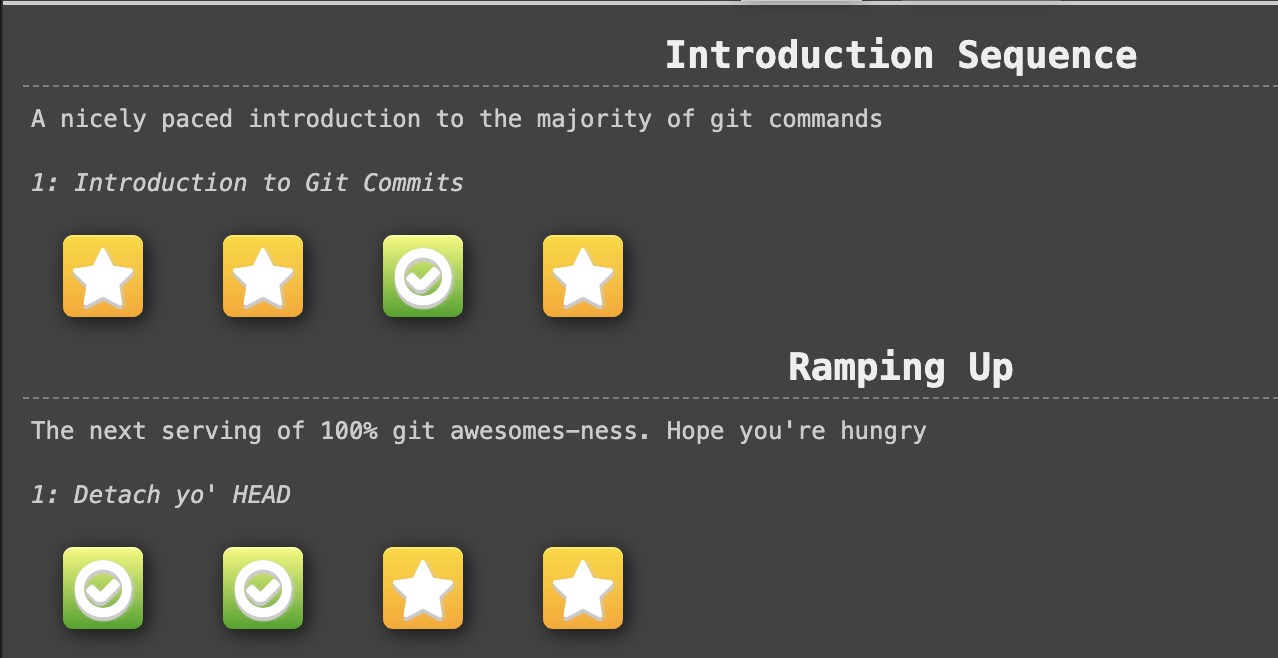 Introduction Sequence
A nicely paced introduction to the majority of git commands
1: Introduction to Git Commits
Ramping Up
The next serving of 100% git awesomes-ness. Hope you're hungry
1: Detach yo' HEAD